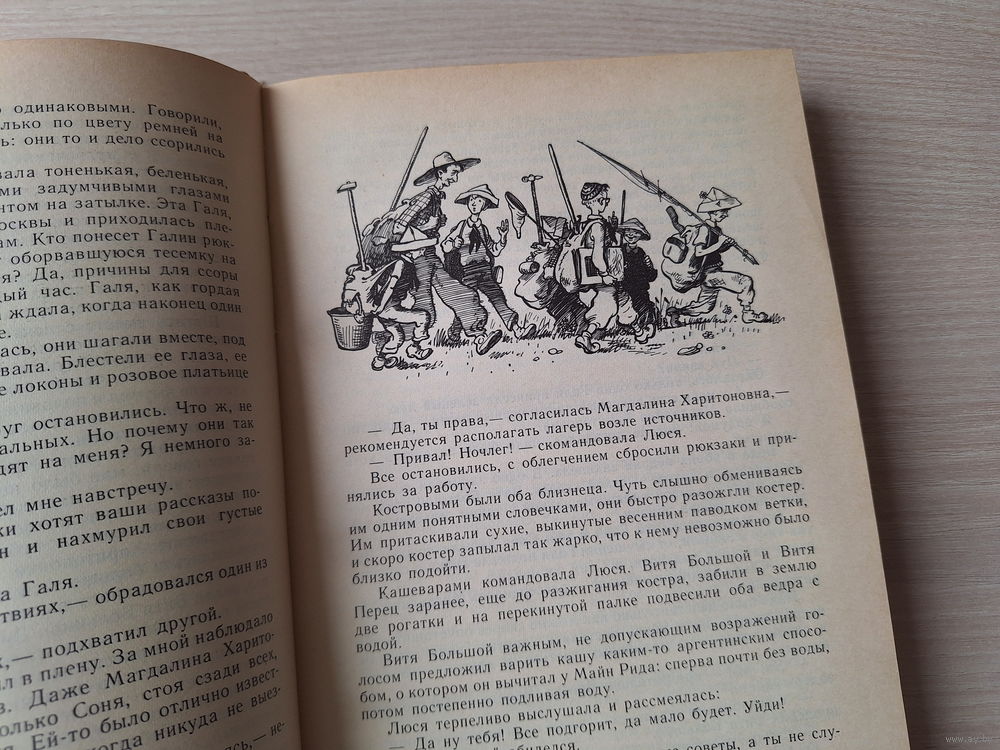 одинаковыми. Говорили,
по цвету ремней на
они то и дело ссорились
тоненькая, беленькая,
задумчивыми глазами
на затылке. Эта Галя,
и приходилась пле-
Кто понесет Галин рюк-
оборвавшуюся тесемку на
Да, причины для ссоры
час. Галя, как гордая
ждала, когда наконец один
они шагали вместе, под
Блестели ее глаза, ее
локоны и розовое платьице
остановились. Что ж, не
Но почему они так
на меня? Я немного за-
мне навстречу.
хотят ваши рассказы по-
и нахмурил свои густые
Галя.
обрадовался один из
— подхватил другой.
в плену. За мной наблюдало
Даже Магдалина Харито-
Соня, стоя сзади всех,
Ей-то было отлично извест-
никуда не выез-
— не-
— Да, ты права,— согласилась Магдалина Харитоновна,—
рекомендуется располагать лагерь возле источников.
— Привал! Ночлег! — скомандовала Люся.
Все остановились, с облегчением сбросили рюкзаки и при-
нялись за работу.
Костровыми были оба близнеца. Чуть слышно обмениваясь
им одним понятными словечками, они быстро разожгли костер.
Им притаскивали сухие, выкинутые весенним паводком ветки,
и скоро костер запылал так жарко, что к нему невозможно было
близко подойти.
Кашеварами командовала Люся. Витя Большой и Витя
Перец заранее, еще до разжигания костра, забили в землю
две рогатки и на перекинутой палке подвесили оба ведра с
водой.
Витя Большой важным, не допускающим возражений го-
лосом предложил варить кашу каким-то аргентинским спосо-
бом, о котором он вычитал у Майн Рида: сперва почти без воды,
потом постепенно подливая воду.
Люся терпеливо выслушала и рассмеялась:
— Да ну тебя! Все подгорит, да мало будет. Уйди!
советы, а ты не слу-